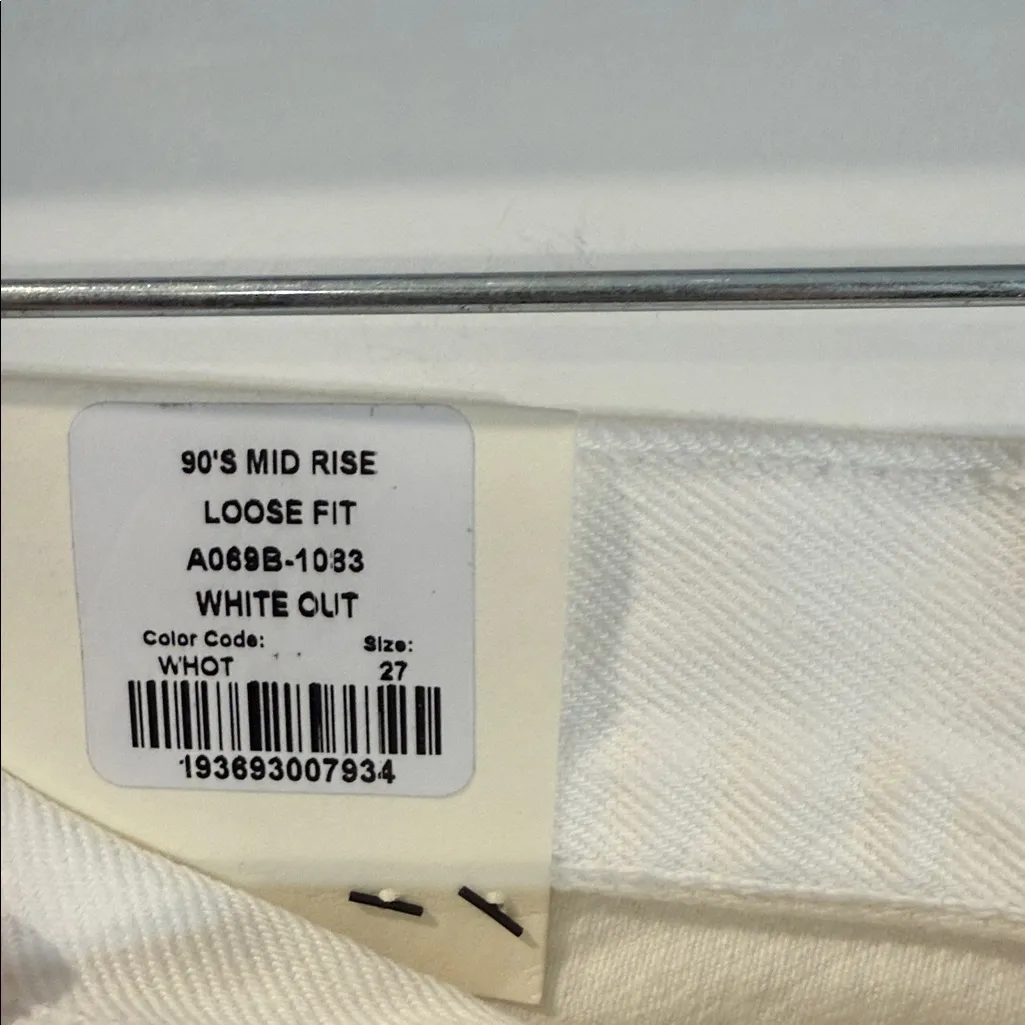 90'S MID RISE
LOOSE FIT
A069B-1083
WHITE OUT
Color Code: Size:
WHOT 27
193693007934